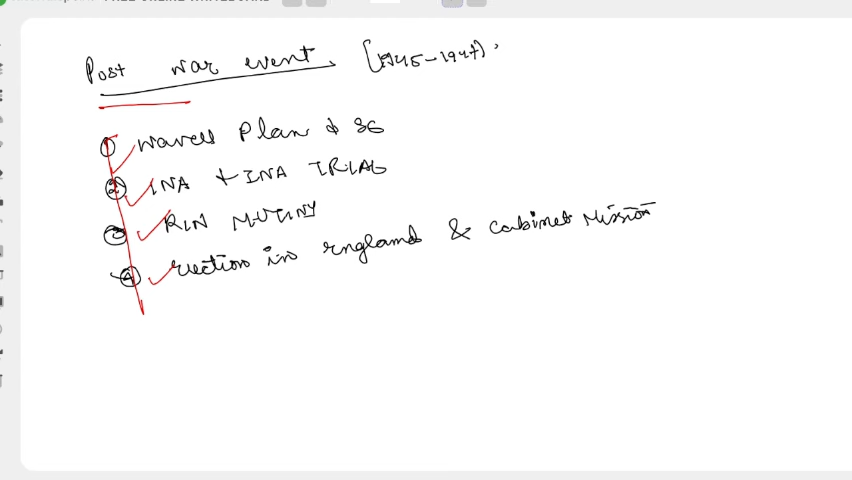 Post war event. (1945-1947)
① Wavell Plan & SC
② INA + INA TRIAL
③ RIN MUTINY
④ Election in England & Cabinet Mission